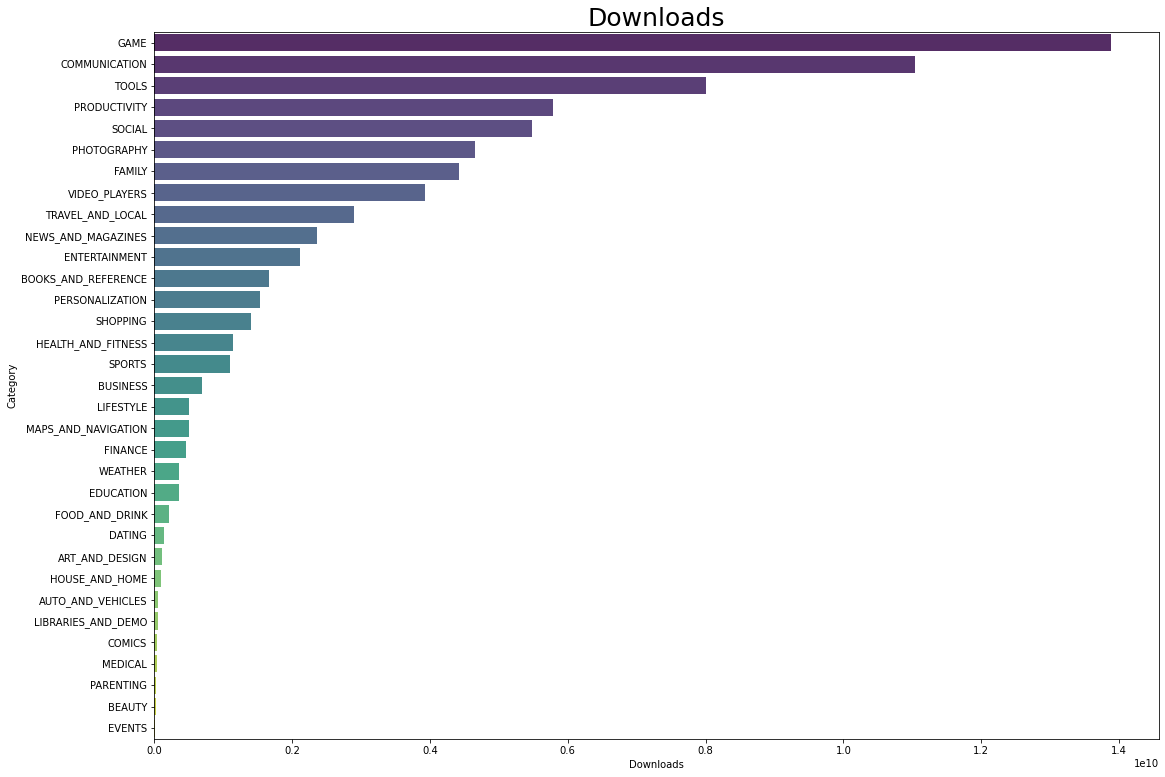 Downloads
GAME
COMMUNICATION
TOOLS
PRODUCTIVITY
SOCIAL
PHOTOGRAPHY
FAMILY
VIDEO_PLAYERS
TRAVEL_AND_LOCAL
NEWS_AND_MAGAZINES
ENTERTAINMENT
BOOKS_AND_REFERENCE
PERSONALIZATION
SHOPPING
HEALTH_AND_FITNESS
SPORTS
BUSINESS
LIFESTYLE
MAPS_AND_NAVIGATION
FINANCE
WEATHER
EDUCATION
FOOD_AND_DRINK
DATING
ART_AND_DESIGN
HOUSE_AND_HOME
AUTO_AND_VEHICLES
LIBRARIES_AND_DEMO
COMICS
MEDICAL
PARENTING
BEAUTY
EVENTS
Category
0.0 0.2 0.4 0.6 0.8 1.0 1.2 1.4
Downloads
1e10